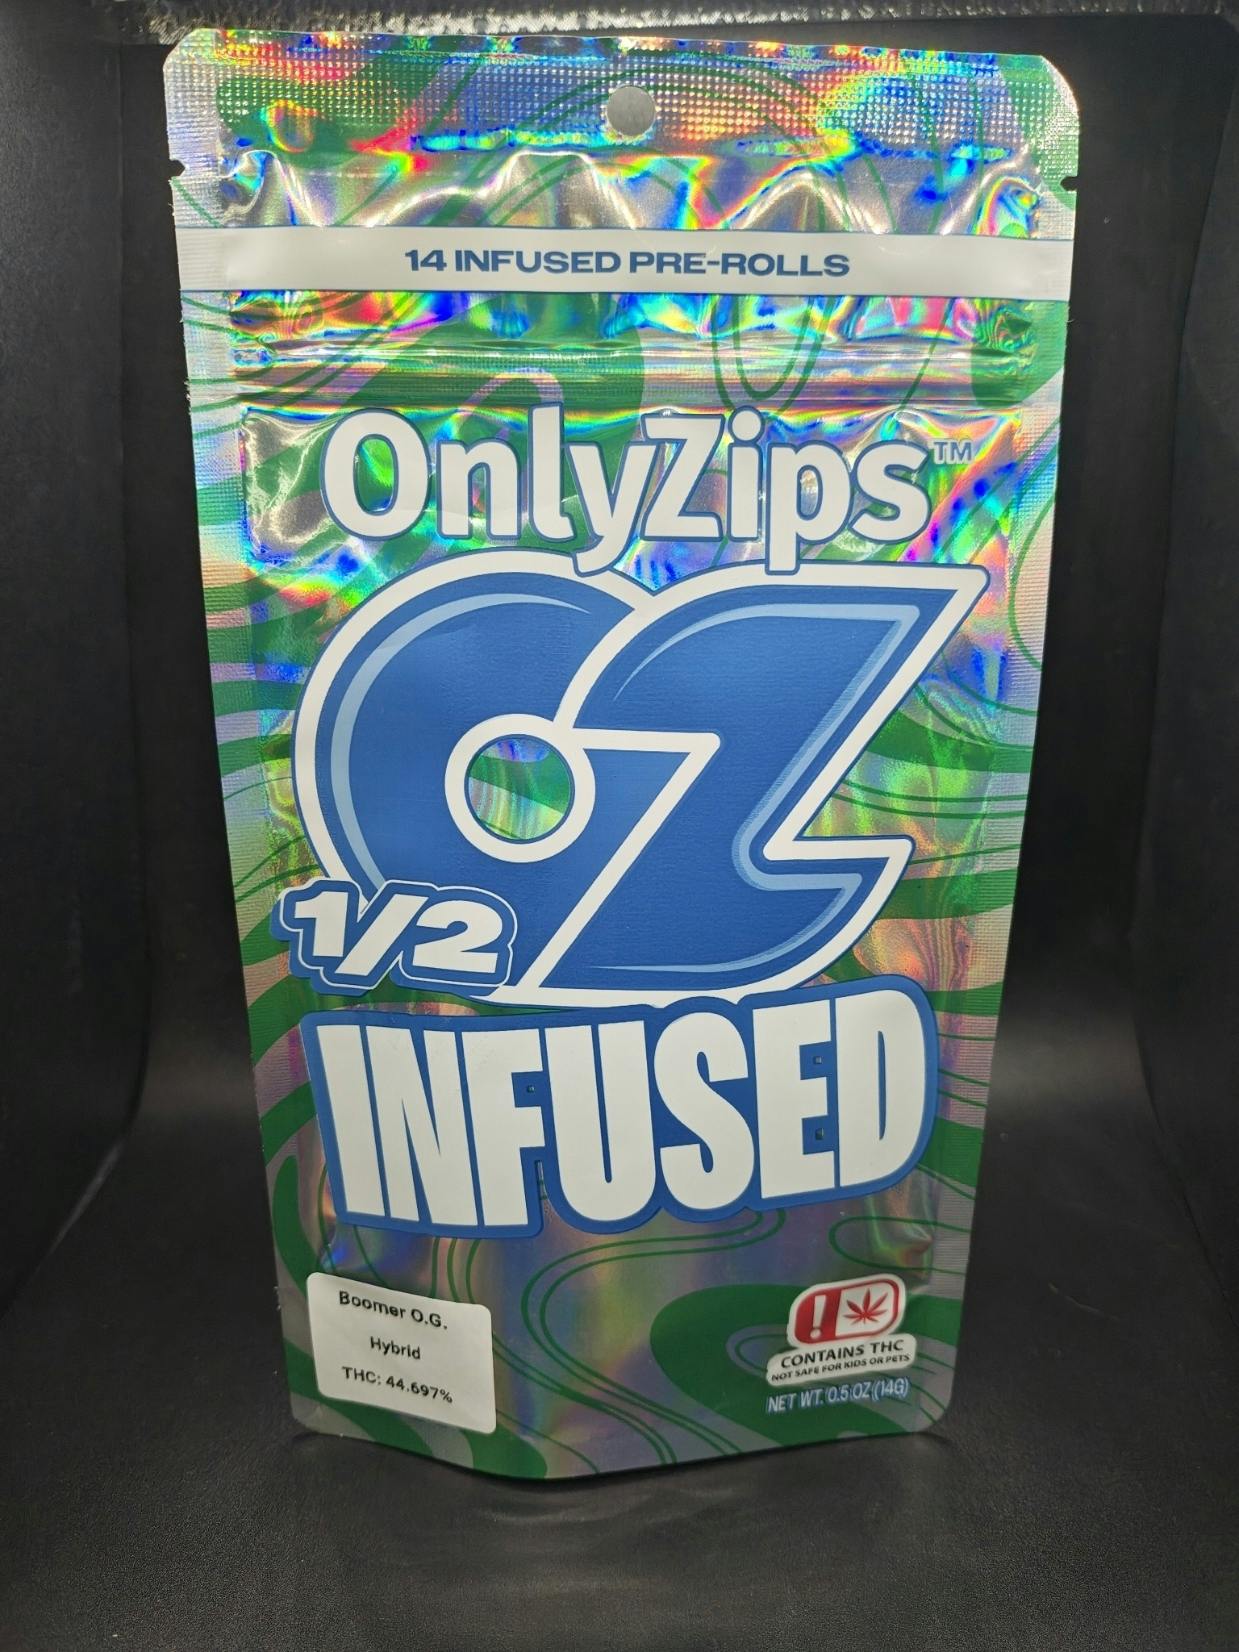 14 INFUSED PRE-ROLLS
OnlyZips™
OZ
1/2
INFUSED
Boomer O.G.
Hybrid
THC: 44.697%
!
CONTAINS THC
NOT SAFE FOR KIDS OR PETS
NET WT. 0.5 OZ (14G)